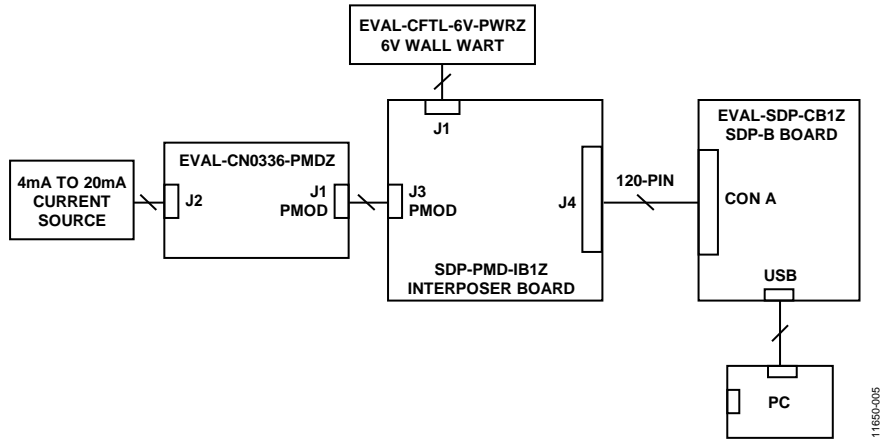 EVAL-CFTL-6V-PWRZ
6V WALL WART
J1
EVAL-SDP-CB1Z
SDP-B BOARD
EVAL-CN0336-PMDZ
4mA TO 20mA
CURRENT
SOURCE
J2
J1
PMOD
J3
PMOD
J4
120-PIN
CON A
SDP-PMD-IB1Z
INTERPOSER BOARD
USB
PC
11650-005